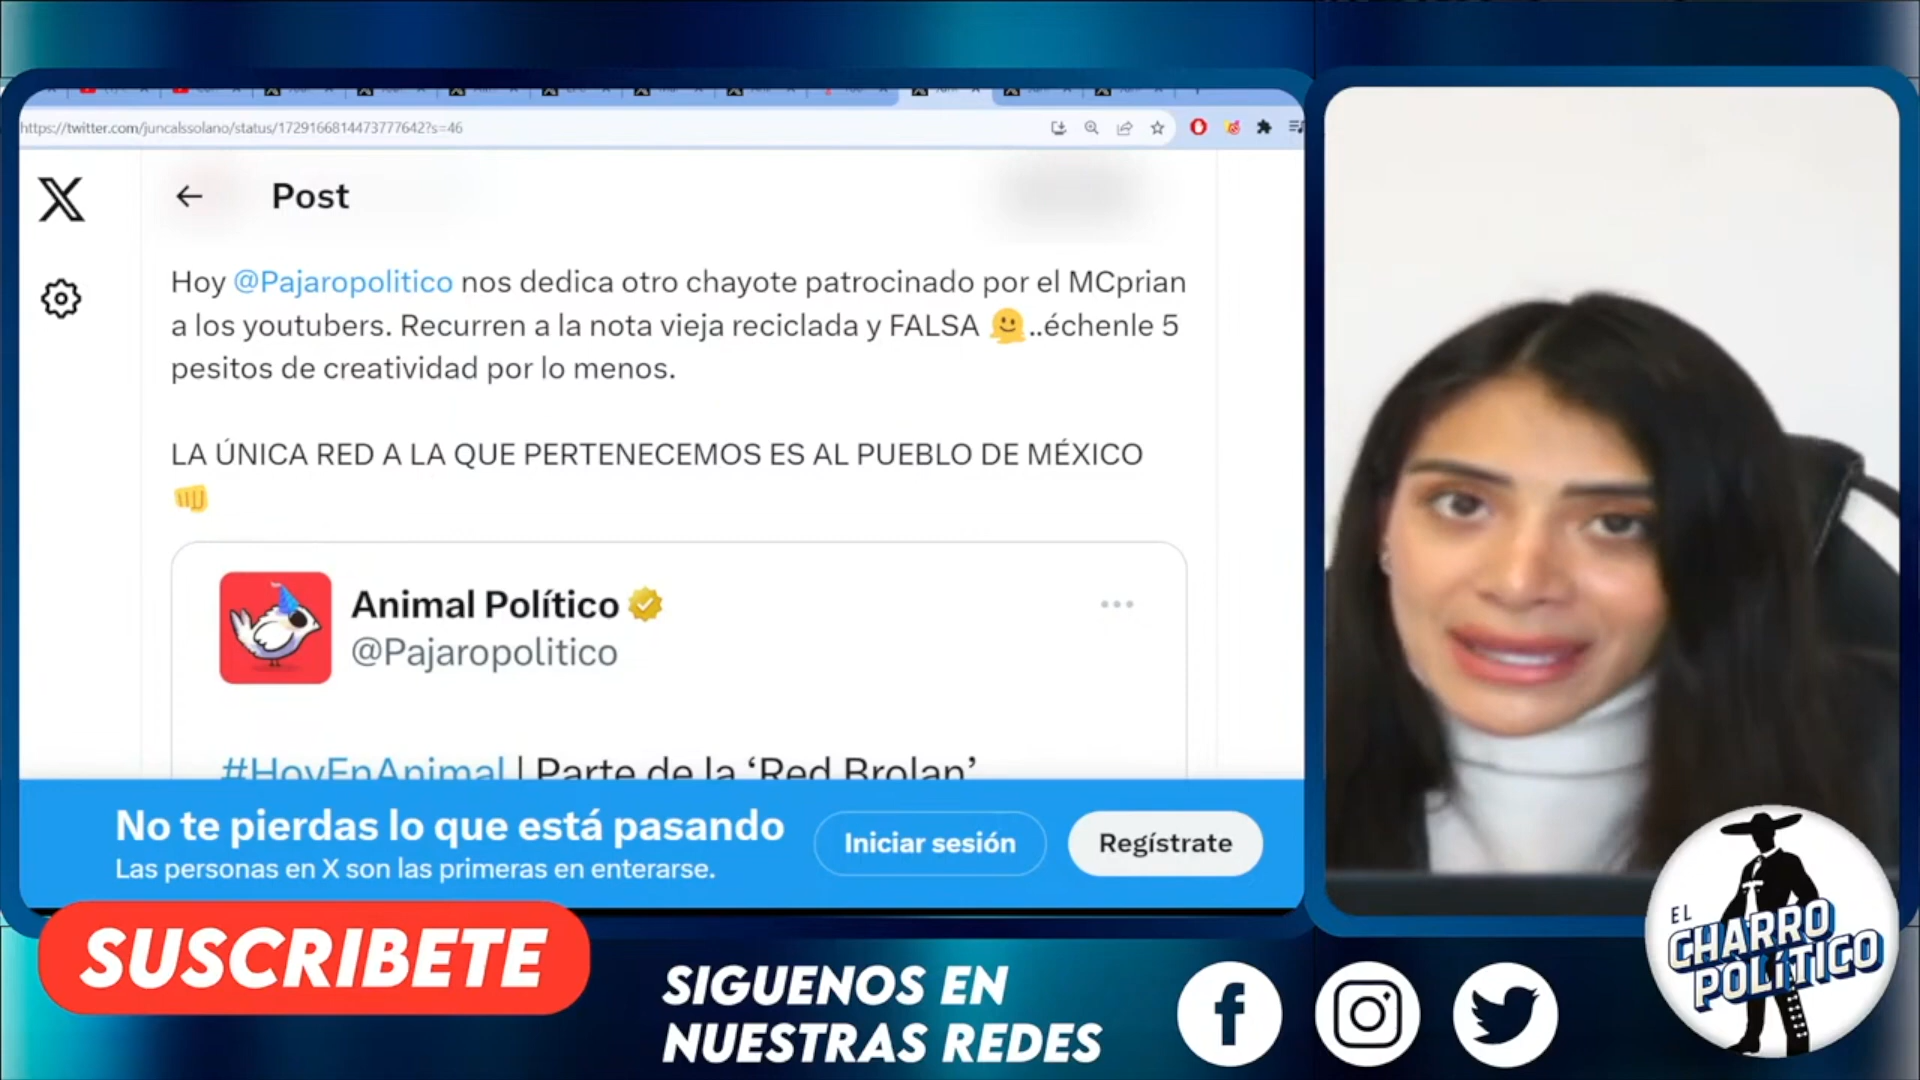 https://twitter.com/juncalssolano/status/1729166814473777642?s=46
Post
Hoy @Pajaropolitico nos dedica otro chayote patrocinado por el MCprian
a los youtubers. Recurren a la nota vieja reciclada y FALSA 🫠..échenle 5
pesitos de creatividad por lo menos.
LA ÚNICA RED A LA QUE PERTENECEMOS ES AL PUEBLO DE MÉXICO
👊
Animal Político
@Pajaropolitico
#HoyEnAnimal | Parte de la ‘Red Brolan’
No te pierdas lo que está pasando
Las personas en X son las primeras en enterarse.
Iniciar sesión
Regístrate
SUSCRIBETE
SIGUENOS EN
NUESTRAS REDES
EL
CHARRO
POLÍTICO